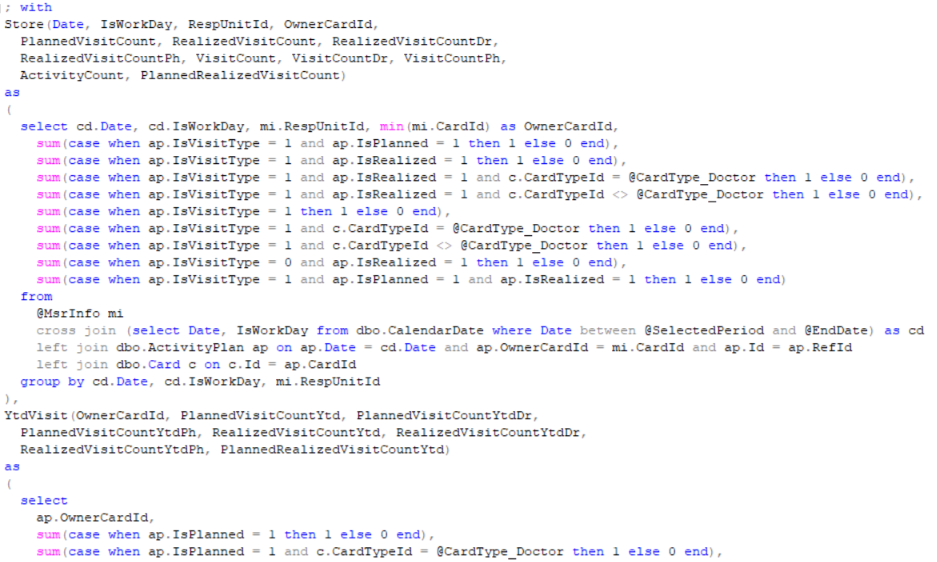 ; with
Store(Date, IsWorkDay, RespUnitId, OwnerCardId,
PlannedVisitCount, RealizedVisitCount, RealizedVisitCountDr,
RealizedVisitCountPh, VisitCount, VisitCountDr, VisitCountPh,
ActivityCount, PlannedRealizedVisitCount)
as
(
select cd.Date, cd.IsWorkDay, mi.RespUnitId, min(mi.CardId) as OwnerCardId,
sum(case when ap.IsVisitType = 1 and ap.IsPlanned = 1 then 1 else 0 end),
sum(case when ap.IsVisitType = 1 and ap.IsRealized = 1 then 1 else 0 end),
sum(case when ap.IsVisitType = 1 and ap.IsRealized = 1 and c.CardTypeId = @CardType_Doctor then 1 else 0 end),
sum(case when ap.IsVisitType = 1 and ap.IsRealized = 1 and c.CardTypeId <> @CardType_Doctor then 1 else 0 end),
sum(case when ap.IsVisitType = 1 then 1 else 0 end),
sum(case when ap.IsVisitType = 1 and c.CardTypeId = @CardType_Doctor then 1 else 0 end),
sum(case when ap.IsVisitType = 1 and c.CardTypeId <> @CardType_Doctor then 1 else 0 end),
sum(case when ap.IsVisitType = 0 and ap.IsRealized = 1 then 1 else 0 end),
sum(case when ap.IsVisitType = 1 and ap.IsPlanned = 1 and ap.IsRealized = 1 then 1 else 0 end)
from
@MsrInfo mi
cross join (select Date, IsWorkDay from dbo.CalendarDate where Date between @SelectedPeriod and @EndDate) as cd
left join dbo.ActivityPlan ap on ap.Date = cd.Date and ap.OwnerCardId = mi.CardId and ap.Id = ap.RefId
left join dbo.Card c on c.Id = ap.CardId
group by cd.Date, cd.IsWorkDay, mi.RespUnitId
),
YtdVisit(OwnerCardId, PlannedVisitCountYtd, PlannedVisitCountYtdDr,
PlannedVisitCountYtdPh, RealizedVisitCountYtd, RealizedVisitCountYtdDr,
RealizedVisitCountYtdPh, PlannedRealizedVisitCountYtd)
as
(
select
ap.OwnerCardId,
sum(case when ap.IsPlanned = 1 then 1 else 0 end),
sum(case when ap.IsPlanned = 1 and c.CardTypeId = @CardType_Doctor then 1 else 0 end),